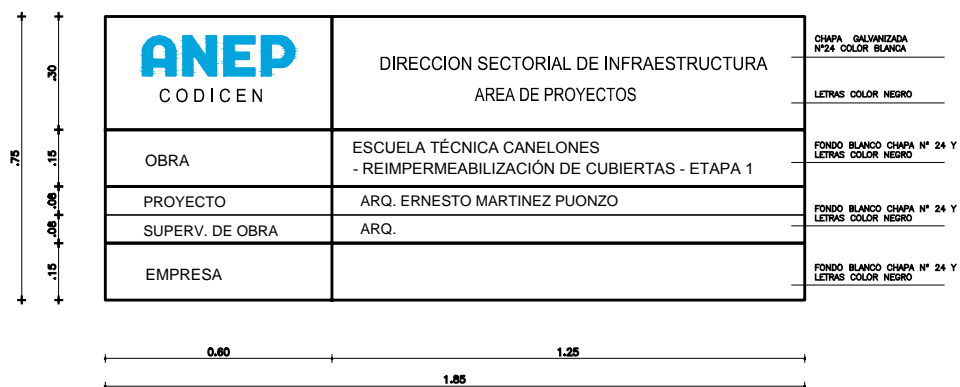 ANEP
CODICEN
DIRECCION SECTORIAL DE INFRAESTRUCTURA
AREA DE PROYECTOS
CHAPA GALVANIZADA
N°24 COLOR BLANCA
LETRAS COLOR NEGRO
OBRA
ESCUELA TÉCNICA CANELONES
- REIMPERMEABILIZACIÓN DE CUBIERTAS - ETAPA 1
FONDO BLANCO CHAPA N° 24 Y
LETRAS COLOR NEGRO
PROYECTO
ARQ. ERNESTO MARTINEZ PUONZO
SUPERV. DE OBRA
ARQ.
FONDO BLANCO CHAPA N° 24 Y
LETRAS COLOR NEGRO
EMPRESA
FONDO BLANCO CHAPA N° 24 Y
LETRAS COLOR NEGRO
.75
.30
.15
.08
.08
.15
0.60
1.25
1.85